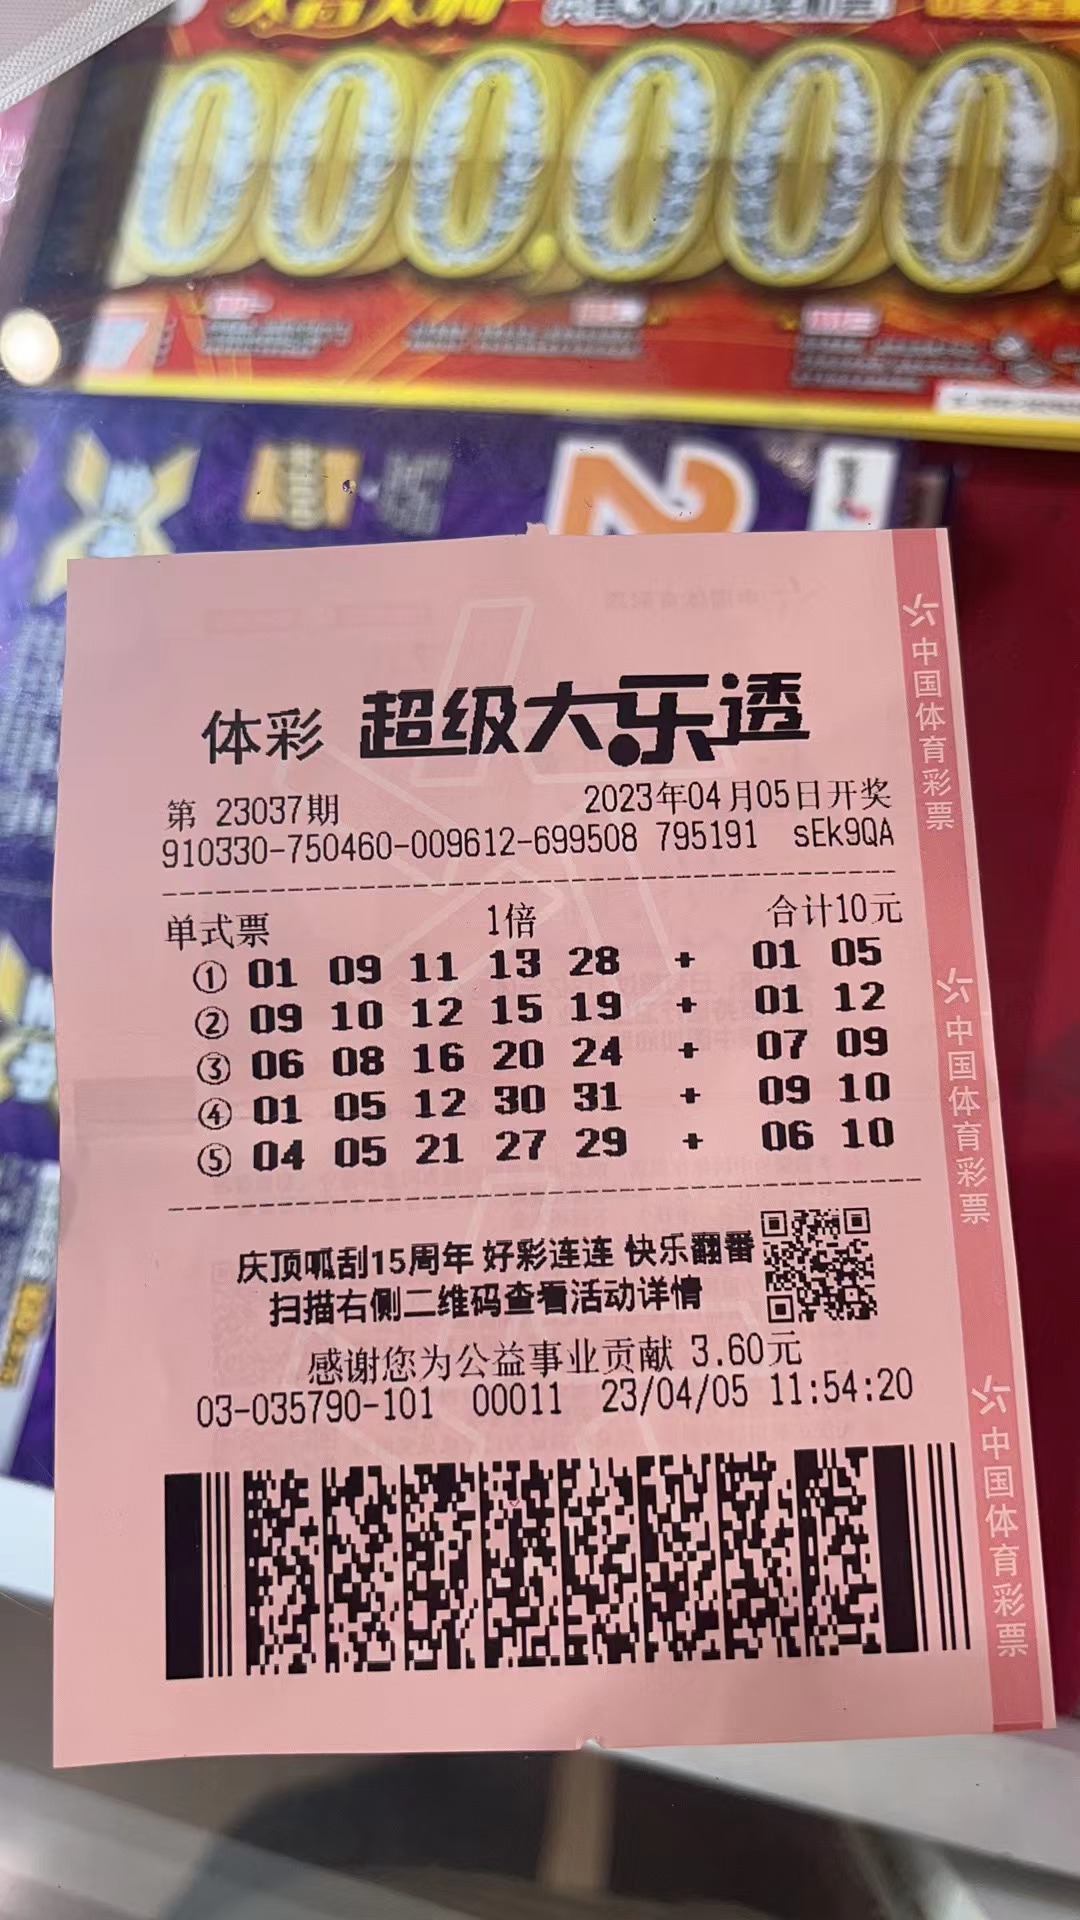 000,000
2
体彩 超级大乐透
第 23037期 2023年04月05日开奖
910330-750460-009612-699508 795191 sEk9QA
单式票 1倍 合计10元
① 01 09 11 13 28 + 01 05
② 09 10 12 15 19 + 01 12
③ 06 08 16 20 24 + 07 09
④ 01 05 12 30 31 + 09 10
⑤ 04 05 21 27 29 + 06 10
庆顶呱刮15周年 好彩连连 快乐翻番
扫描右侧二维码查看活动详情
感谢您为公益事业贡献 3.60元
03-035790-101 00011 23/04/05 11:54:20
中国体育彩票
中国体育彩票
中国体育彩票